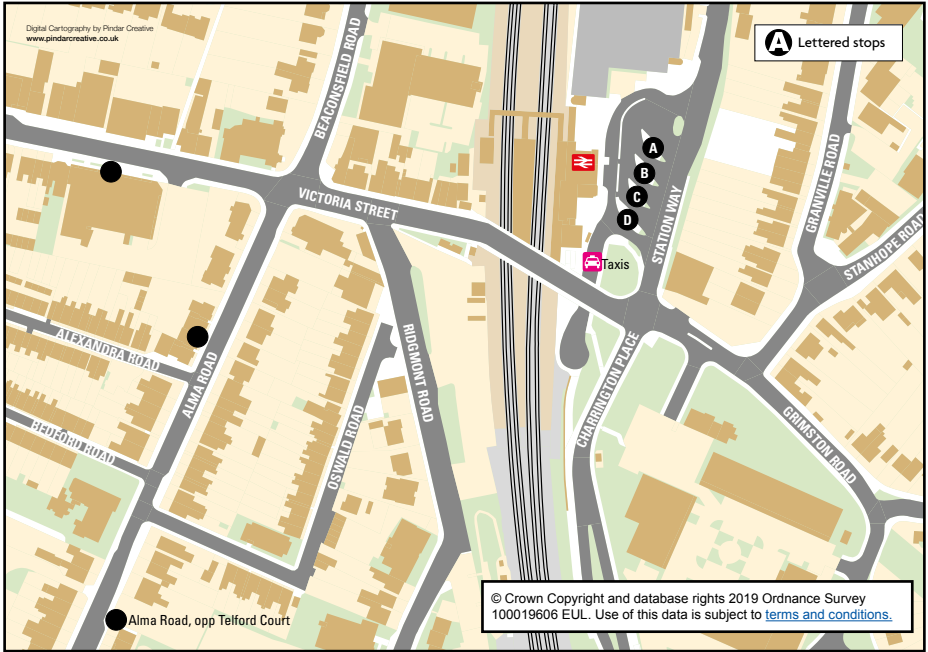 Digital Cartography by Pindar Creative
www.pindarcreative.co.uk
A Lettered stops
BEACONSFIELD ROAD
VICTORIA STREET
A
B
C
D
STATION WAY
GRANVILLE ROAD
STANHOPE ROAD
Taxis
ALEXANDRA ROAD
ALMA ROAD
RIDGMONT ROAD
CHARRINGTON PLACE
BEDFORD ROAD
OSWALD ROAD
GRIMSTON ROAD
Alma Road, opp Telford Court
© Crown Copyright and database rights 2019 Ordnance Survey
100019606 EUL. Use of this data is subject to terms and conditions.